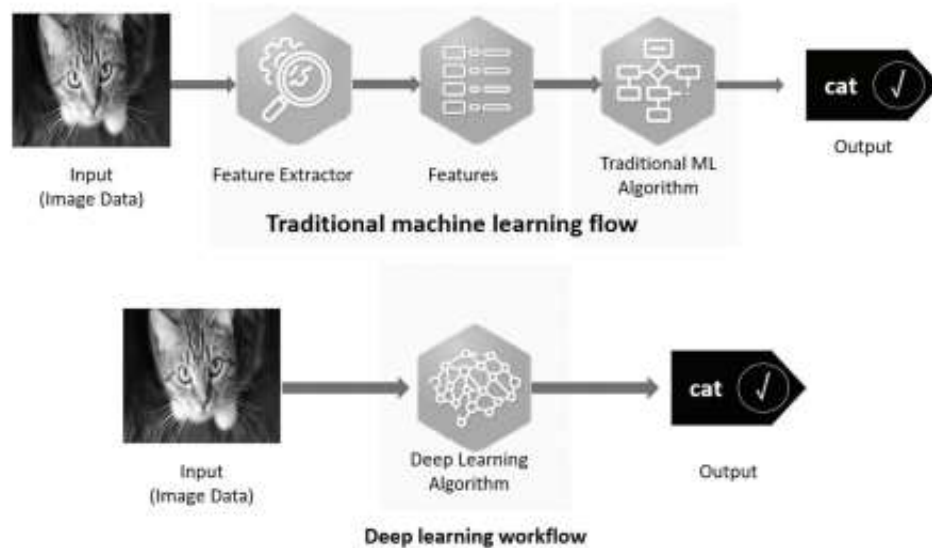 cat
Input
(Image Data)
Feature Extractor
Features
Traditional ML
Algorithm
Output
Traditional machine learning flow
cat
Input
(Image Data)
Deep Learning
Algorithm
Output
Deep learning workflow